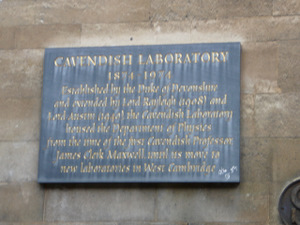 CAVENDISH LABORATORY
1874-1974
Established by the Duke of Devonshire
and extended by Lord Rayleigh (1908) and
Lord Austin (1940), the Cavendish Laboratory
housed the Department of Physics
from the time of the first Cavendish Professor
James Clerk Maxwell until its move to
new laboratories in West Cambridge